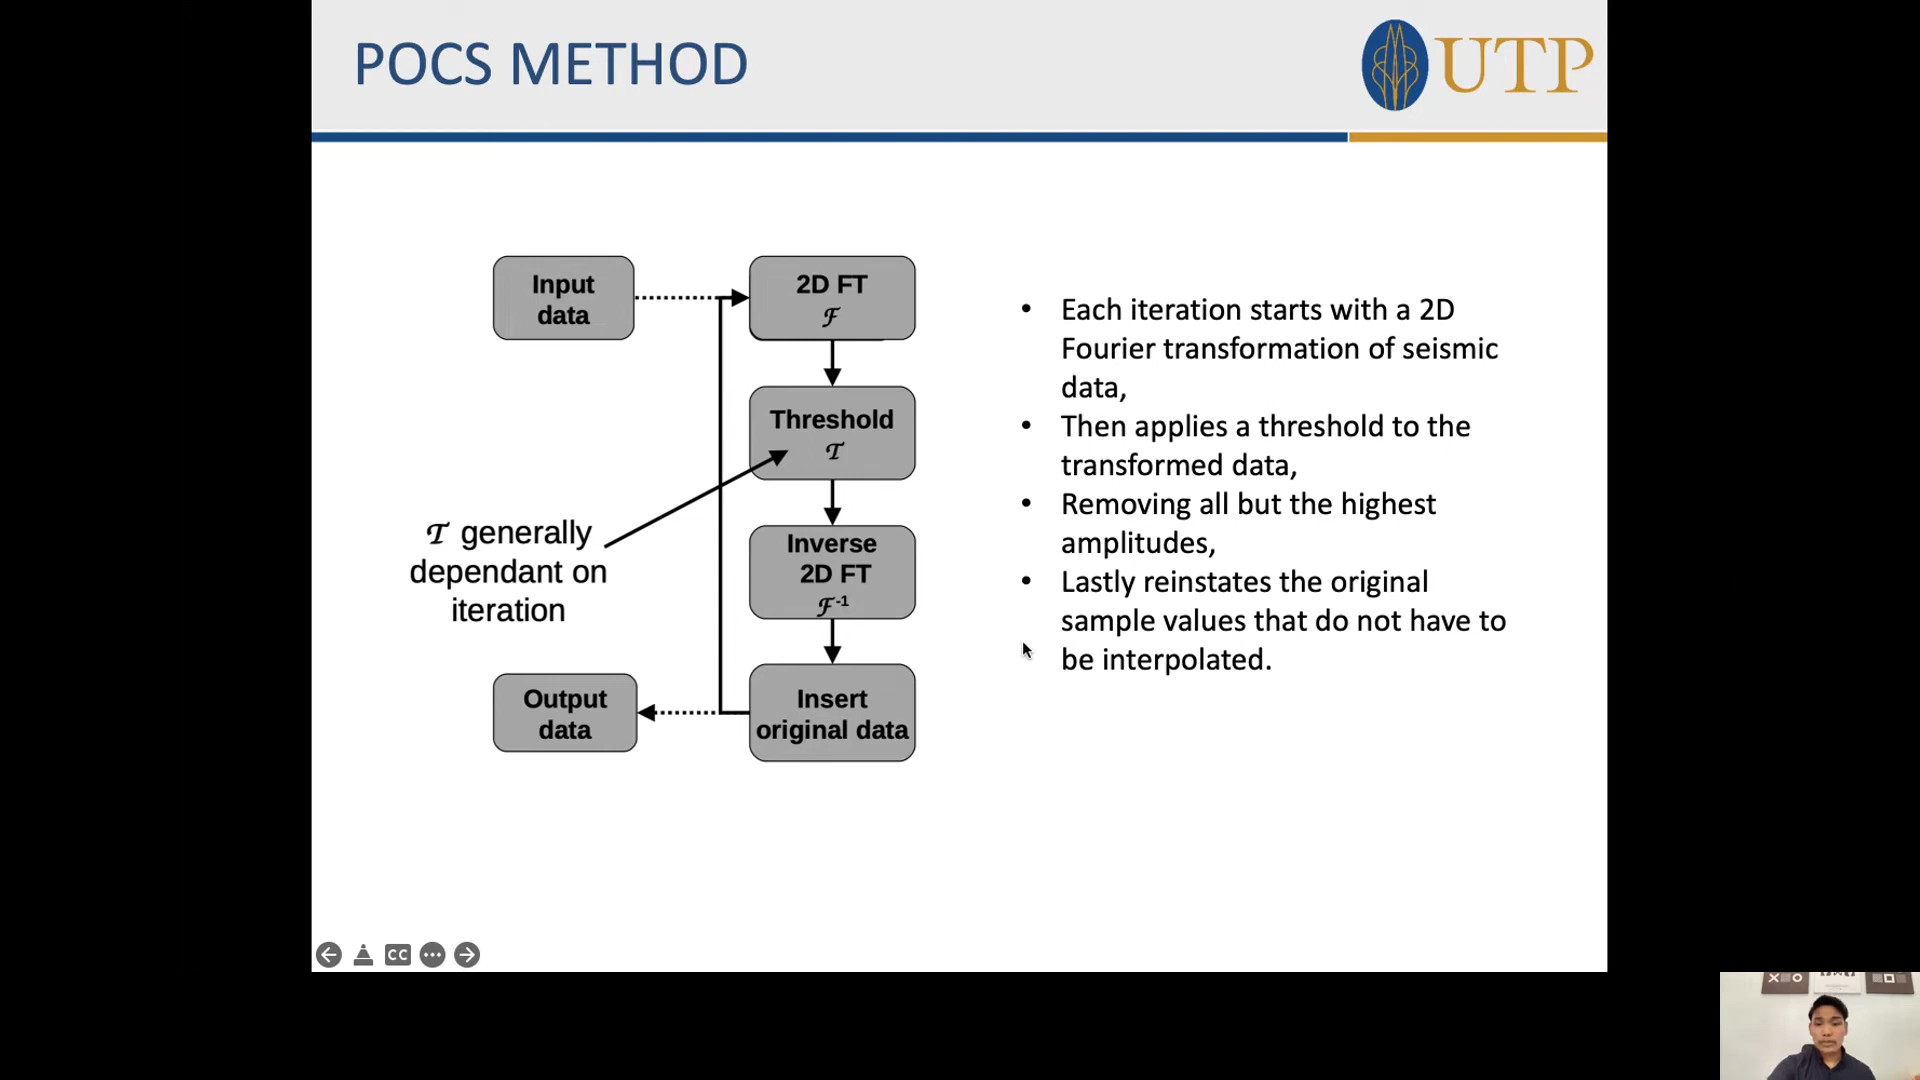 POCS METHOD
UTP
Input
data
2D FT
ℱ
Threshold
𝒯
Inverse
2D FT
ℱ-1
Insert
original data
Output
data
𝒯 generally
dependant on
iteration
• Each iteration starts with a 2D
Fourier transformation of seismic
data,
• Then applies a threshold to the
transformed data,
• Removing all but the highest
amplitudes,
• Lastly reinstates the original
sample values that do not have to
be interpolated.
CC